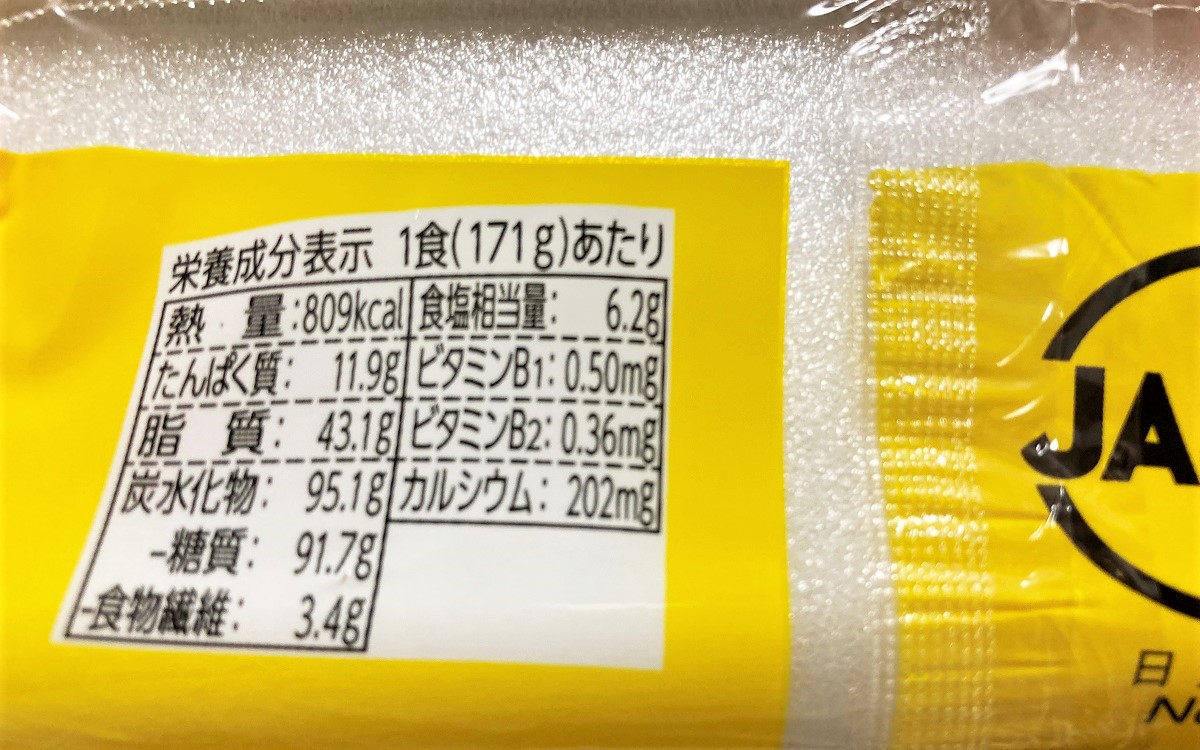 栄養成分表示 1食(171g)あたり
熱量:809kcal
たんぱく質: 11.9g
脂質: 43.1g
炭水化物: 95.1g
-糖質: 91.7g
-食物繊維: 3.4g
食塩相当量: 6.2g
ビタミンB1: 0.50mg
ビタミンB2: 0.36mg
カルシウム: 202mg
JA
日